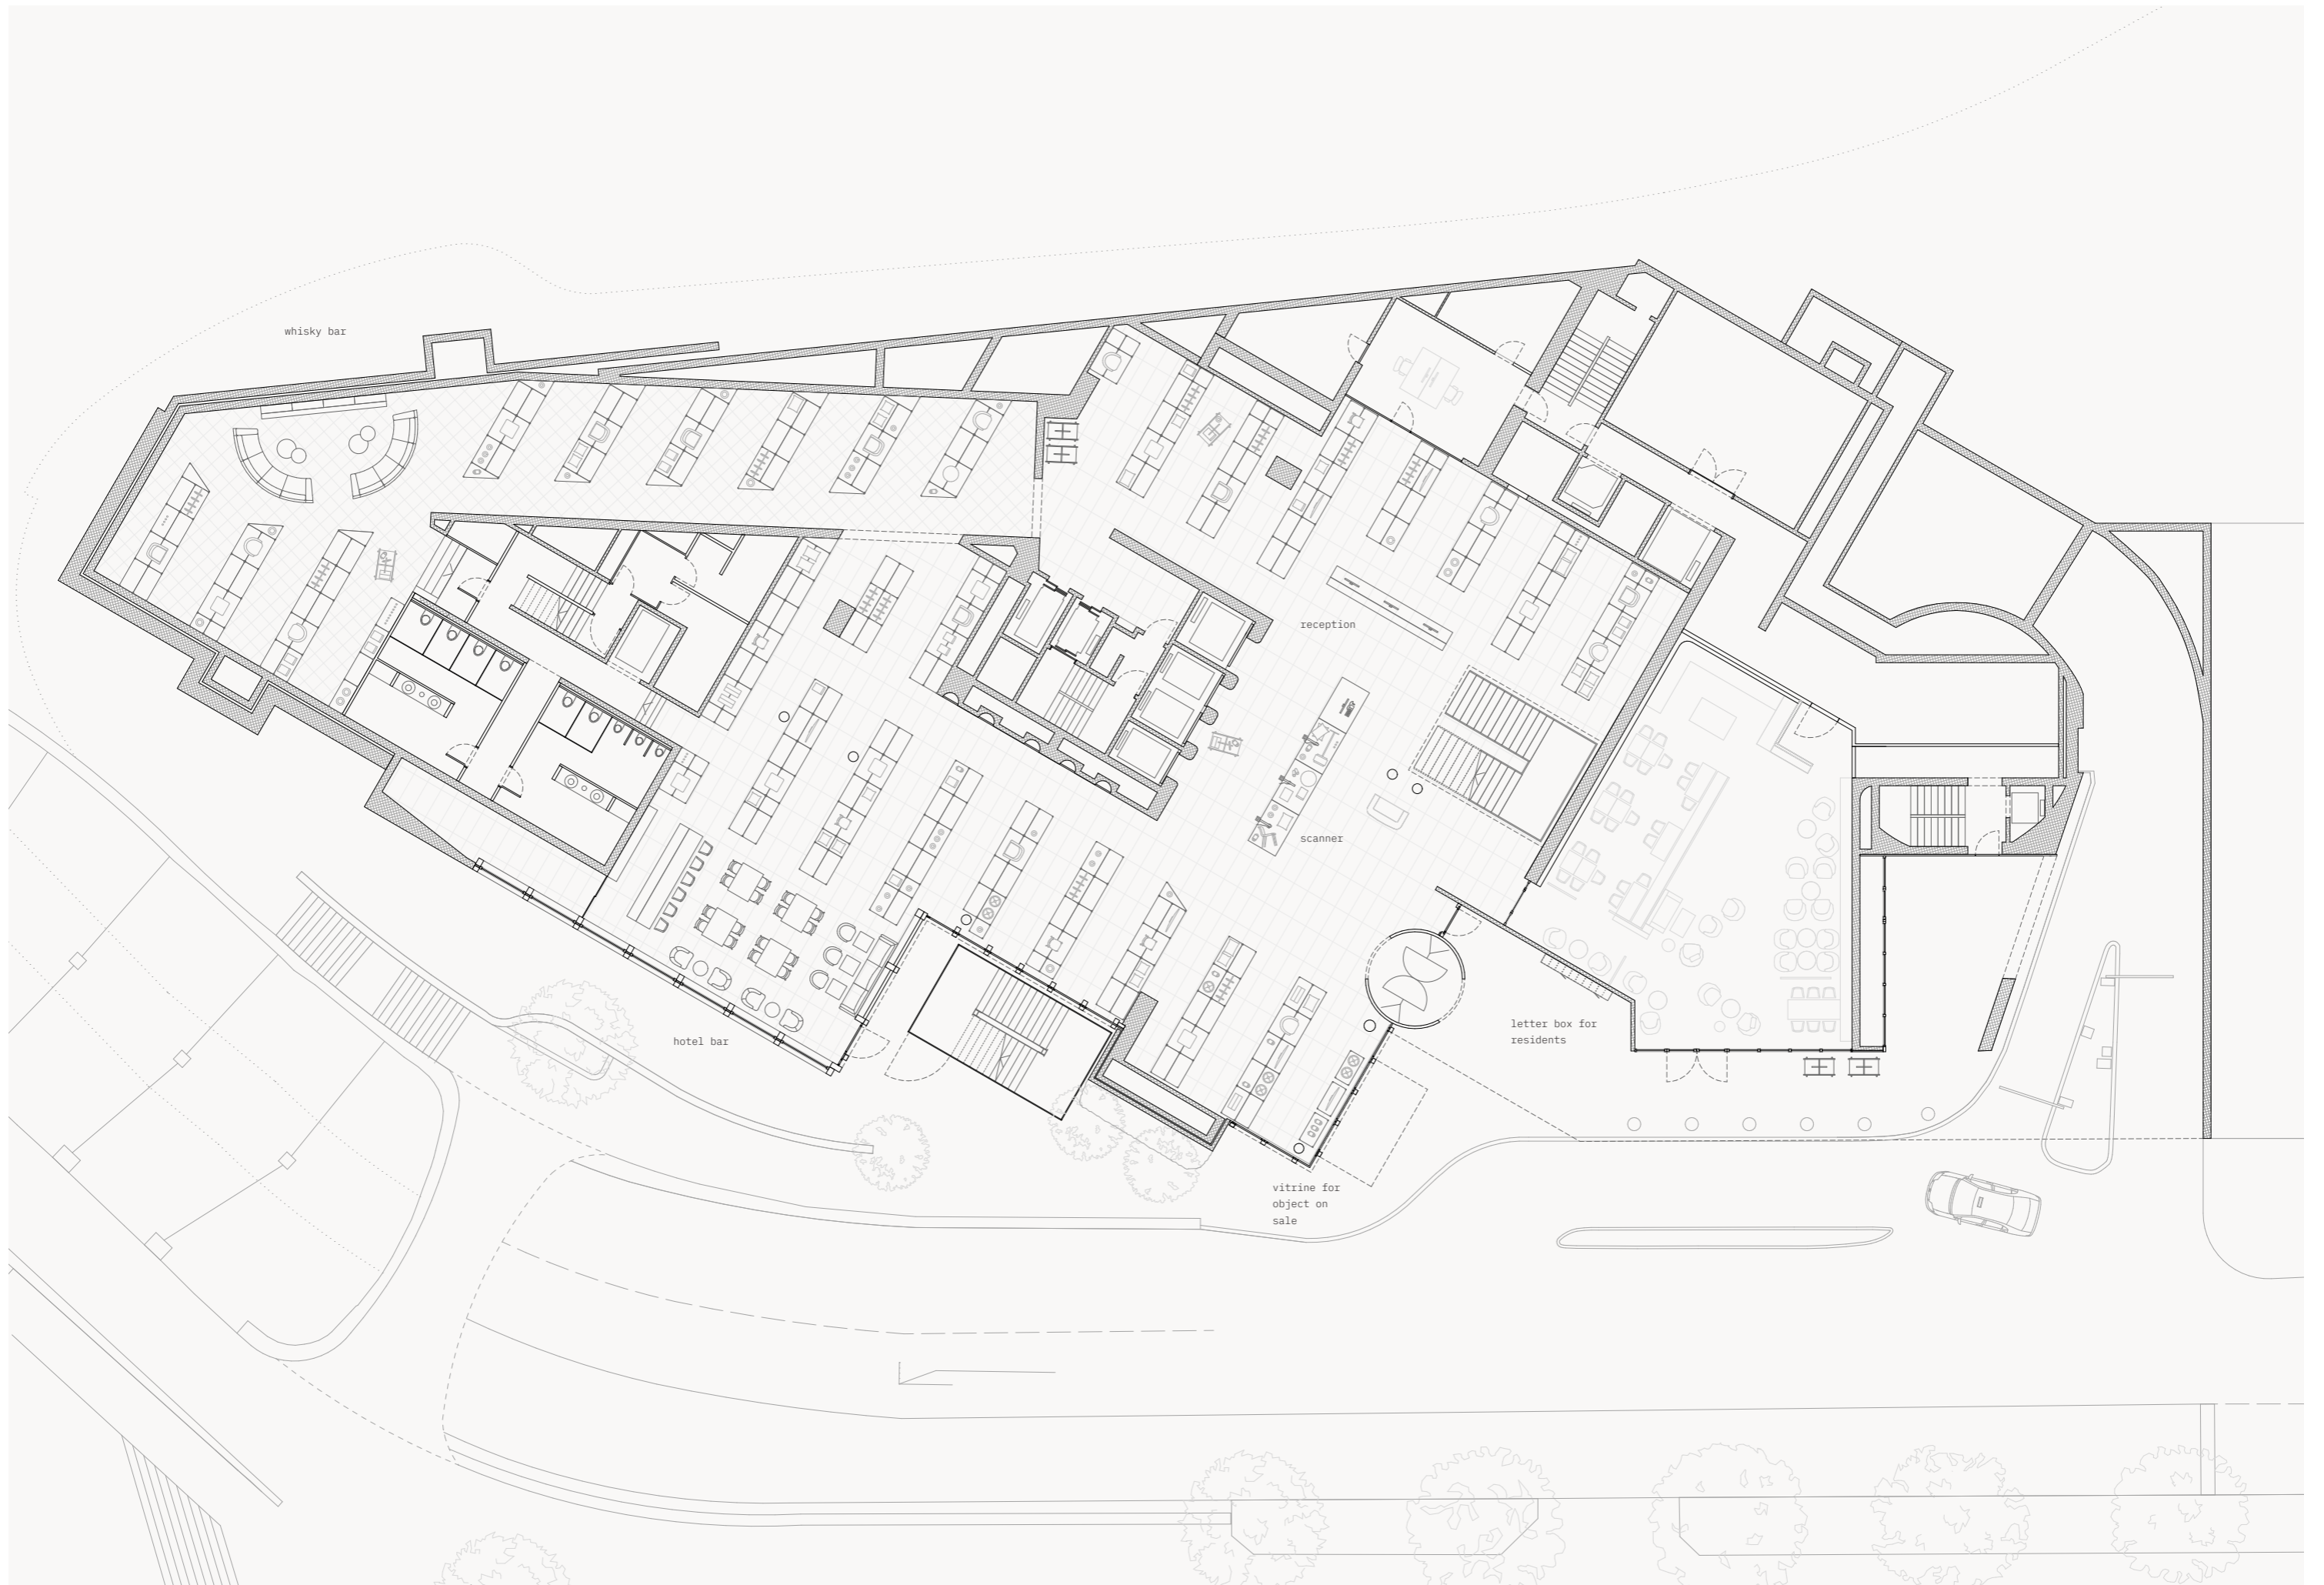 whisky bar
reception
scanner
hotel bar
letter box for
residents
vitrine for
object on
sale